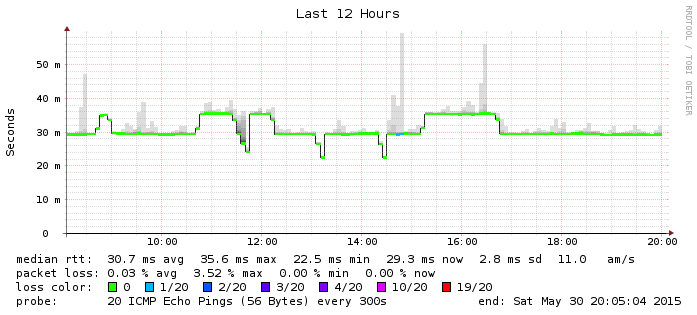 Last 12 Hours
RRDTOOL / TOBI OETIKER
Seconds
50 m
40 m
30 m
20 m
10 m
0
10:00 12:00 14:00 16:00 18:00 20:00
median rtt: 30.7 ms avg 35.6 ms max 22.5 ms min 29.3 ms now 2.8 ms sd 11.0 am/s
packet loss: 0.03 % avg 3.52 % max 0.00 % min 0.00 % now
loss color: 0 1/20 2/20 3/20 4/20 10/20 19/20
probe: 20 ICMP Echo Pings (56 Bytes) every 300s end: Sat May 30 20:05:04 2015